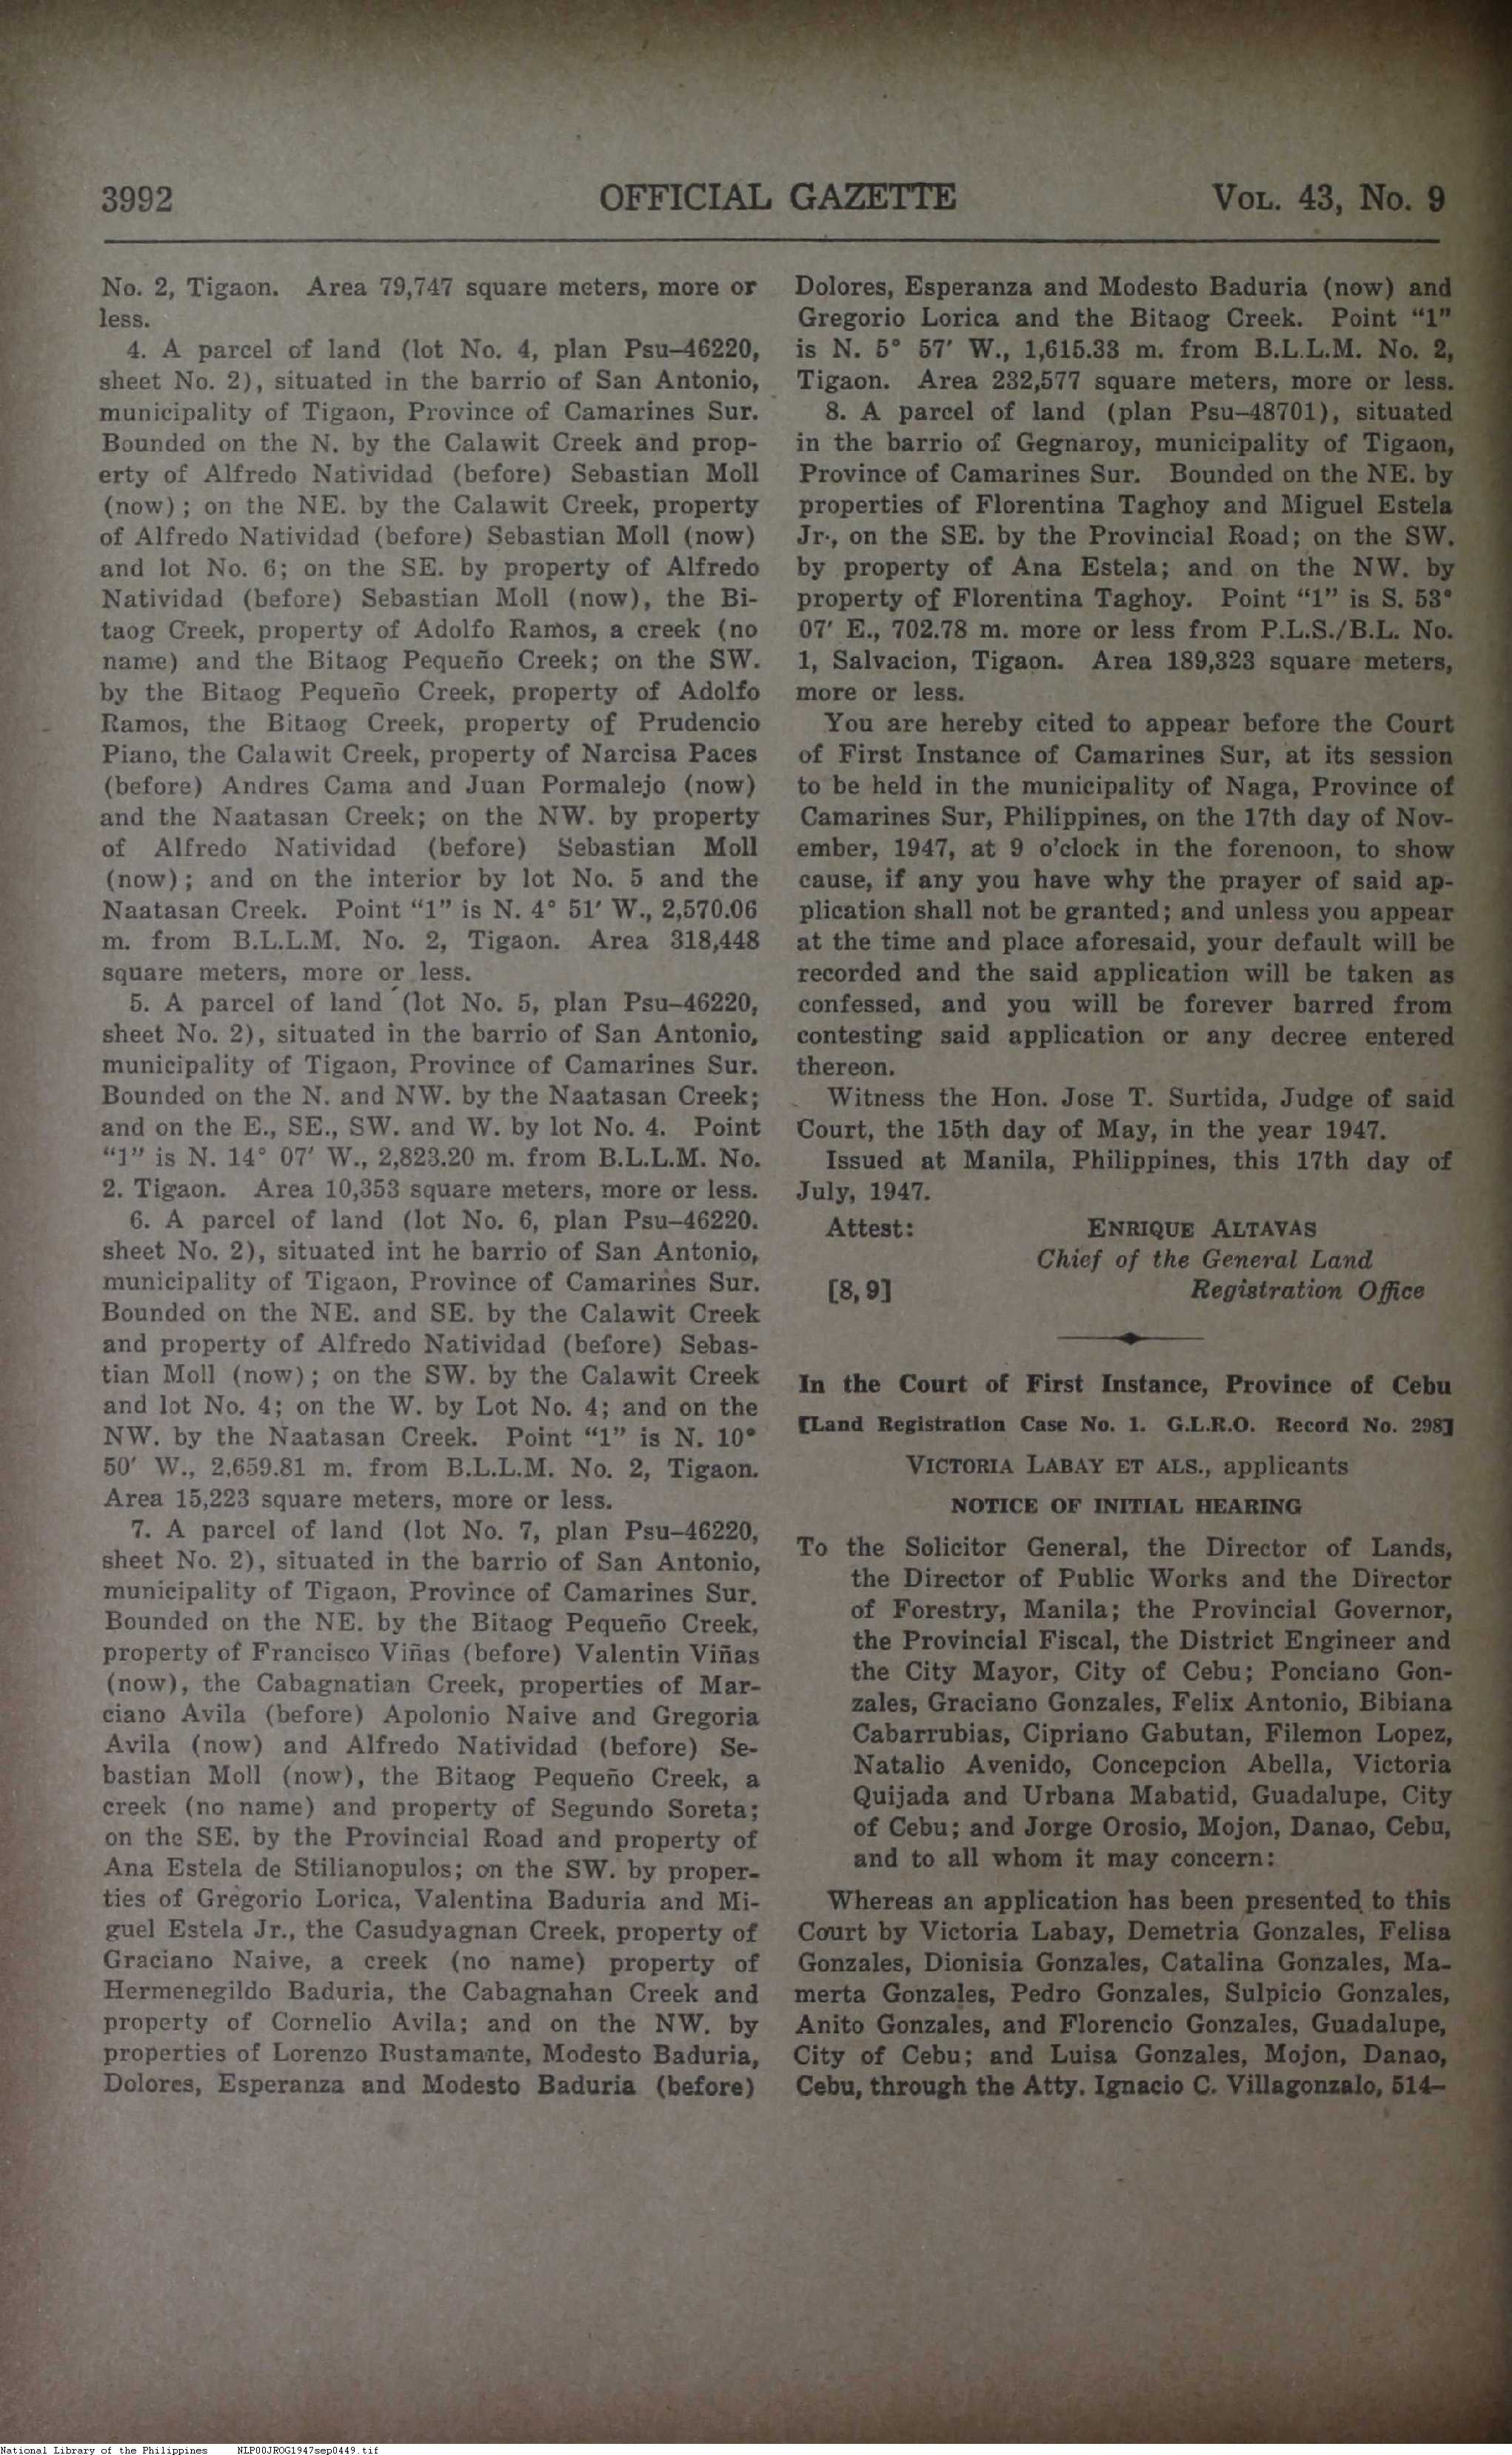 3992
OFFICIAL GAZETTE
VOL. 43, No. 9
No. 2, Tigaon. Area 79,747 square meters, more or
less.
4. A parcel of land (lot No. 4, plan Psu–46220,
sheet No. 2), situated in the barrio of San Antonio,
municipality of Tigaon, Province of Camarines Sur.
Bounded on the N. by the Calawit Creek and prop-
erty of Alfredo Natividad (before) Sebastian Moll
(now); on the NE. by the Calawit Creek, property
of Alfredo Natividad (before) Sebastian Moll (now)
and lot No. 6; on the SE. by property of Alfredo
Natividad (before) Sebastian Moll (now), the Bi-
taog Creek, property of Adolfo Ramos, a creek (no
name) and the Bitaog Pequeño Creek; on the SW.
by the Bitaog Pequeño Creek, property of Adolfo
Ramos, the Bitaog Creek, property of Prudencio
Piano, the Calawit Creek, property of Narcisa Paces
(before) Andres Cama and Juan Pormalejo (now)
and the Naatasan Creek; on the NW. by property
of Alfredo Natividad (before) Sebastian Moll
(now); and on the interior by lot No. 5 and the
Naatasan Creek. Point “1” is N. 4° 51′ W., 2,570.06
m. from B.L.L.M. No. 2, Tigaon. Area 318,448
square meters, more or less.
5. A parcel of land (lot No. 5, plan Psu–46220,
sheet No. 2), situated in the barrio of San Antonio,
municipality of Tigaon, Province of Camarines Sur.
Bounded on the N. and NW. by the Naatasan Creek;
and on the E., SE., SW. and W. by lot No. 4. Point
“1” is N. 14° 07′ W., 2,823.20 m. from B.L.L.M. No.
2. Tigaon. Area 10,353 square meters, more or less.
6. A parcel of land (lot No. 6, plan Psu–46220.
sheet No. 2), situated int he barrio of San Antonio,
municipality of Tigaon, Province of Camarines Sur.
Bounded on the NE. and SE. by the Calawit Creek
and property of Alfredo Natividad (before) Sebas-
tian Moll (now); on the SW. by the Calawit Creek
and lot No. 4; on the W. by Lot No. 4; and on the
NW. by the Naatasan Creek. Point “1” is N. 10°
50′ W., 2,659.81 m. from B.L.L.M. No. 2, Tigaon.
Area 15,223 square meters, more or less.
7. A parcel of land (lot No. 7, plan Psu–46220,
sheet No. 2), situated in the barrio of San Antonio,
municipality of Tigaon, Province of Camarines Sur.
Bounded on the NE. by the Bitaog Pequeño Creek,
property of Francisco Viñas (before) Valentin Viñas
(now), the Cabagnatian Creek, properties of Mar-
ciano Avila (before) Apolonio Naive and Gregoria
Avila (now) and Alfredo Natividad (before) Se-
bastian Moll (now), the Bitaog Pequeño Creek, a
creek (no name) and property of Segundo Soreta;
on the SE. by the Provincial Road and property of
Ana Estela de Stilianopulos; on the SW. by proper-
ties of Gregorio Lorica, Valentina Baduria and Mi-
guel Estela Jr., the Casudyagnan Creek, property of
Graciano Naive, a creek (no name) property of
Hermenegildo Baduria, the Cabagnahan Creek and
property of Cornelio Avila; and on the NW. by
properties of Lorenzo Bustamante, Modesto Baduria,
Dolores, Esperanza and Modesto Baduria (before)
Dolores, Esperanza and Modesto Baduria (now) and
Gregorio Lorica and the Bitaog Creek. Point “1”
is N. 5° 57′ W., 1,615.33 m. from B.L.L.M. No. 2,
Tigaon. Area 232,577 square meters, more or less.
8. A parcel of land (plan Psu–48701), situated
in the barrio of Gegnaroy, municipality of Tigaon,
Province of Camarines Sur. Bounded on the NE. by
properties of Florentina Taghoy and Miguel Estela
Jr., on the SE. by the Provincial Road; on the SW.
by property of Ana Estela; and on the NW. by
property of Florentina Taghoy. Point “1” is S. 53°
07′ E., 702.78 m. more or less from P.L.S./B.L. No.
1, Salvacion, Tigaon. Area 189,323 square meters,
more or less.
You are hereby cited to appear before the Court
of First Instance of Camarines Sur, at its session
to be held in the municipality of Naga, Province of
Camarines Sur, Philippines, on the 17th day of Nov-
ember, 1947, at 9 o’clock in the forenoon, to show
cause, if any you have why the prayer of said ap-
plication shall not be granted; and unless you appear
at the time and place aforesaid, your default will be
recorded and the said application will be taken as
confessed, and you will be forever barred from
contesting said application or any decree entered
thereon.
Witness the Hon. Jose T. Surtida, Judge of said
Court, the 15th day of May, in the year 1947.
Issued at Manila, Philippines, this 17th day of
July, 1947.
Attest: ENRIQUE ALTAVAS
Chief of the General Land
[8, 9] Registration Office
In the Court of First Instance, Province of Cebu
[Land Registration Case No. 1. G.L.R.O. Record No. 298]
VICTORIA LABAY ET ALS., applicants
NOTICE OF INITIAL HEARING
To the Solicitor General, the Director of Lands,
the Director of Public Works and the Director
of Forestry, Manila; the Provincial Governor,
the Provincial Fiscal, the District Engineer and
the City Mayor, City of Cebu; Ponciano Gon-
zales, Graciano Gonzales, Felix Antonio, Bibiana
Cabarrubias, Cipriano Gabutan, Filemon Lopez,
Natalio Avenido, Concepcion Abella, Victoria
Quijada and Urbana Mabatid, Guadalupe, City
of Cebu; and Jorge Orosio, Mojon, Danao, Cebu,
and to all whom it may concern:
Whereas an application has been presented to this
Court by Victoria Labay, Demetria Gonzales, Felisa
Gonzales, Dionisia Gonzales, Catalina Gonzales, Ma-
merta Gonzales, Pedro Gonzales, Sulpicio Gonzales,
Anito Gonzales, and Florencio Gonzales, Guadalupe,
City of Cebu; and Luisa Gonzales, Mojon, Danao,
Cebu, through the Atty. Ignacio C. Villagonzalo, 514–
National Library of the Philippines NLP00JROG1947sep0449.tif